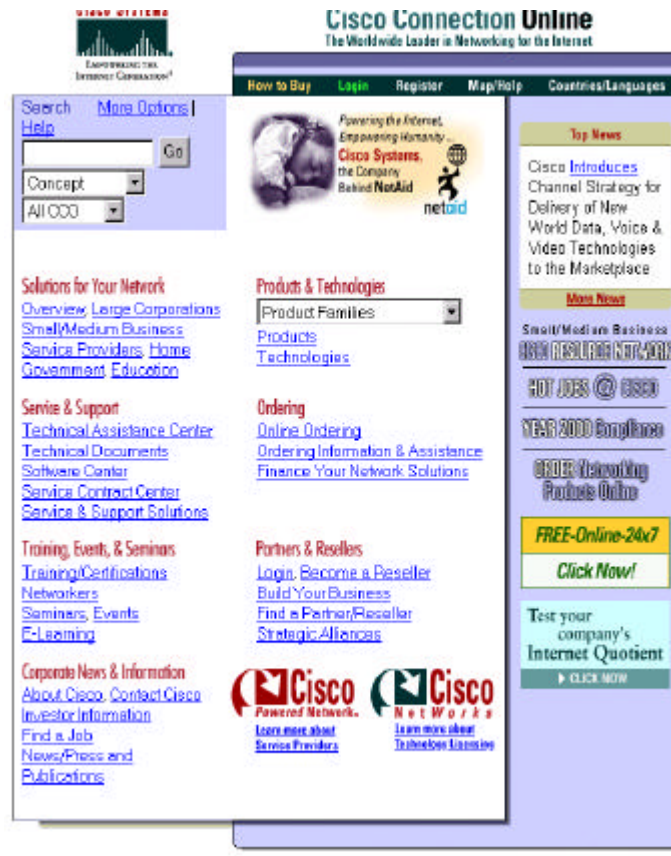 CISCO SYSTEMS
EMPOWERING THE
INTERNET GENERATION
Cisco Connection Online
The Worldwide Leader in Networking for the Internet
How to Buy Login Register Map/Help Countries/Languages
Search More Options |
Help
Go
Concept
All CCO
Powering the Internet,
Empowering Humanity...
Cisco Systems,
the Company
Behind NetAid
netaid
Solutions for Your Network
Overview, Large Corporations
Small/Medium Business
Service Providers, Home
Government, Education
Service & Support
Technical Assistance Center
Technical Documents
Software Center
Service Contract Center
Service & Support Solutions
Training, Events, & Seminars
Training/Certifications
Networkers
Seminars, Events
E-Learning
Corporate News & Information
About Cisco, Contact Cisco
Investor Information
Find a Job
News/Press and
Publications
Products & Technologies
Product Families
Products
Technologies
Ordering
Online Ordering
Ordering Information & Assistance
Finance Your Network Solutions
Partners & Resellers
Login, Become a Reseller
Build Your Business
Find a Partner/Reseller
Strategic Alliances
Cisco
Powered Network.
Learn more about
Service Providers
Cisco
NetWorks
Learn more about
Technology Licensing
Top News
Cisco Introduces
Channel Strategy for
Delivery of New
World Data, Voice &
Video Technologies
to the Marketplace
More News
Small/Medium Business
CISCO RESOURCE NETWORK
HOT JOBS @ CISCO
YEAR 2000 Compliance
ORDER Networking
Products Online
FREE-Online-24x7
Click Now!
Test your
company's
Internet Quotient
CLICK NOW